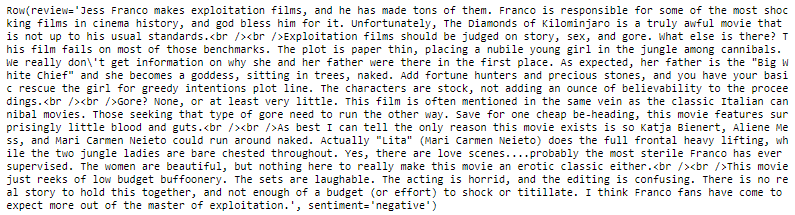 Row(review='Jess Franco makes exploitation films, and he has made tons of them. Franco is responsible for some of the most shoc
king films in cinema history, and god bless him for it. Unfortunately, The Diamonds of Kilominjaro is a truly awful movie that
is not up to his usual standards.<br /><br />Exploitation films should be judged on story, sex, and gore. What else is there? T
his film fails on most of those benchmarks. The plot is paper thin, placing a nubile young girl in the jungle among cannibals.
We really don\'t get information on why she and her father were there in the first place. As expected, her father is the "Big W
hite Chief" and she becomes a goddess, sitting in trees, naked. Add fortune hunters and precious stones, and you have your basi
c rescue the girl for greedy intentions plot line. The characters are stock, not adding an ounce of believability to the procee
dings.<br /><br />Gore? None, or at least very little. This film is often mentioned in the same vein as the classic Italian can
nibal movies. Those seeking that type of gore need to run the other way. Save for one cheap be-heading, this movie features sur
prisingly little blood and guts.<br /><br />As best I can tell the only reason this movie exists is so Katja Bienert, Aliene Me
ss, and Mari Carmen Neieto could run around naked. Actually "Lita" (Mari Carmen Neieto) does the full frontal heavy lifting, wh
ile the two jungle ladies are bare chested throughout. Yes, there are love scenes....probably the most sterile Franco has ever
supervised. The women are beautiful, but nothing here to really make this movie an erotic classic either.<br /><br />This movie
just reeks of low budget buffoonery. The sets are laughable. The acting is horrid, and the editing is confusing. There is no re
al story to hold this together, and not enough of a budget (or effort) to shock or titillate. I think Franco fans have come to
expect more out of the master of exploitation.', sentiment='negative')